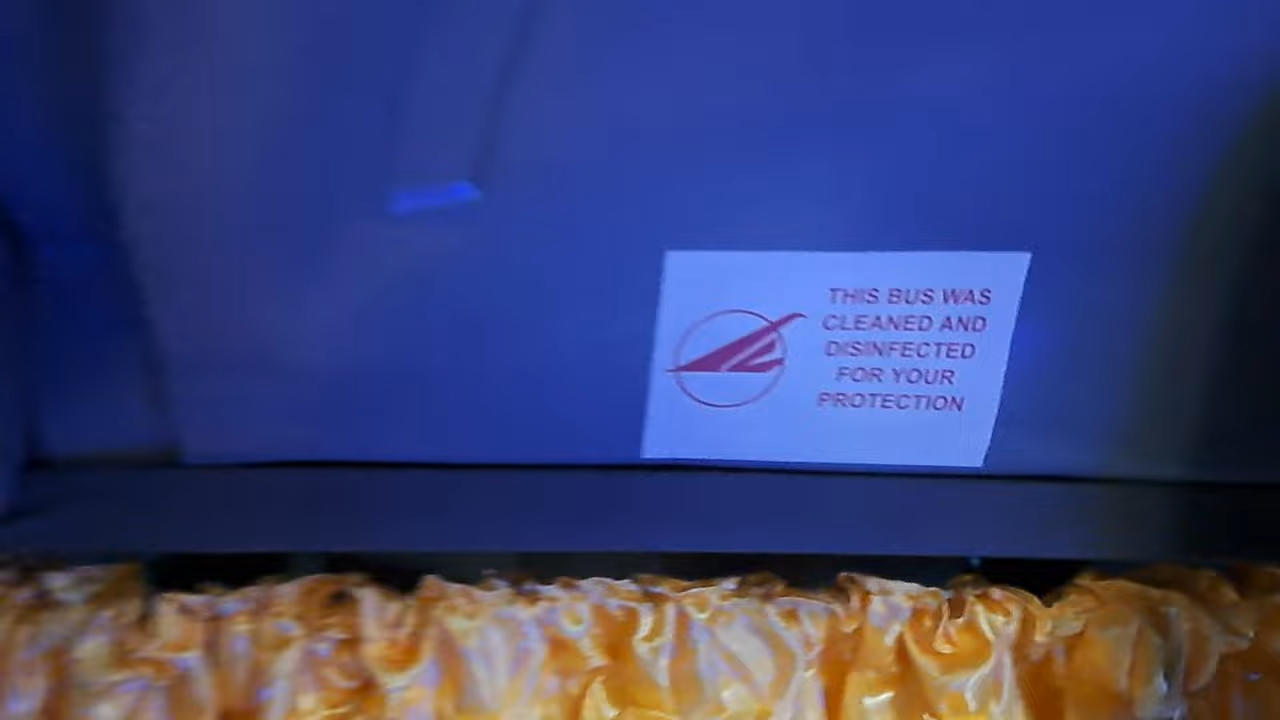 THIS BUS WAS
CLEANED AND
DISINFECTED
FOR YOUR
PROTECTION